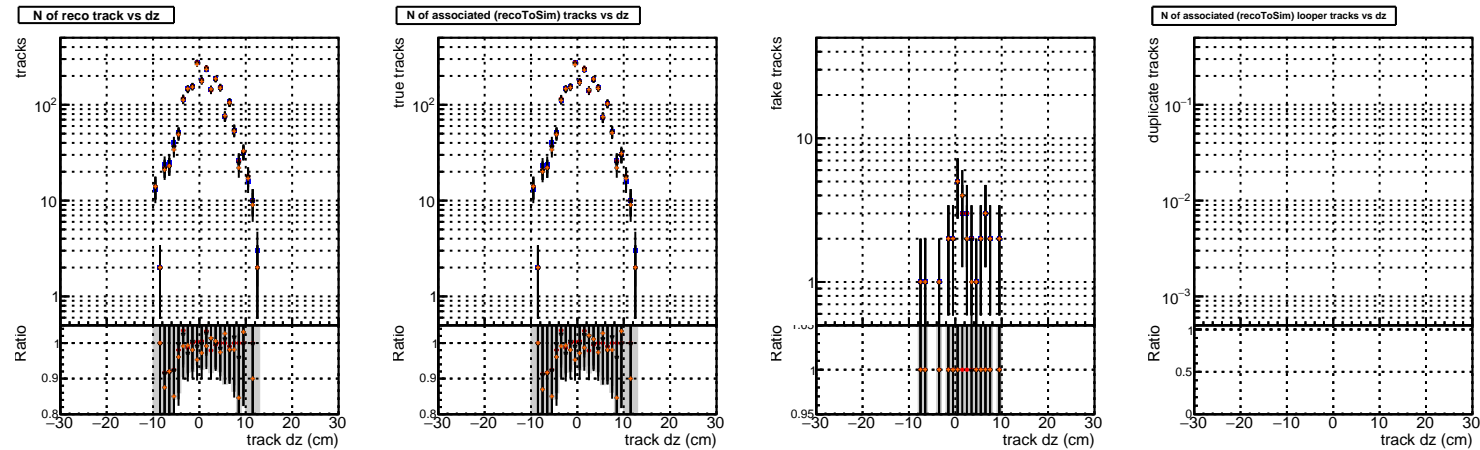 N of reco track vs dz
tracks
10²
10
1
Ratio
1
0.9
0.8
−30 −20 −10 0 10 20 30
track dz (cm)
N of associated (recoToSim) tracks vs dz
true tracks
10²
10
1
Ratio
1
0.9
0.8
−30 −20 −10 0 10 20 30
track dz (cm)
fake tracks
10
1
Ratio
1
0.95
−30 −20 −10 0 10 20 30
track dz (cm)
N of associated (recoToSim) looper tracks vs dz
duplicate tracks
10⁻¹
10⁻²
10⁻³
Ratio
1
0.5
0
−30 −20 −10 0 10 20 30
track dz (cm)